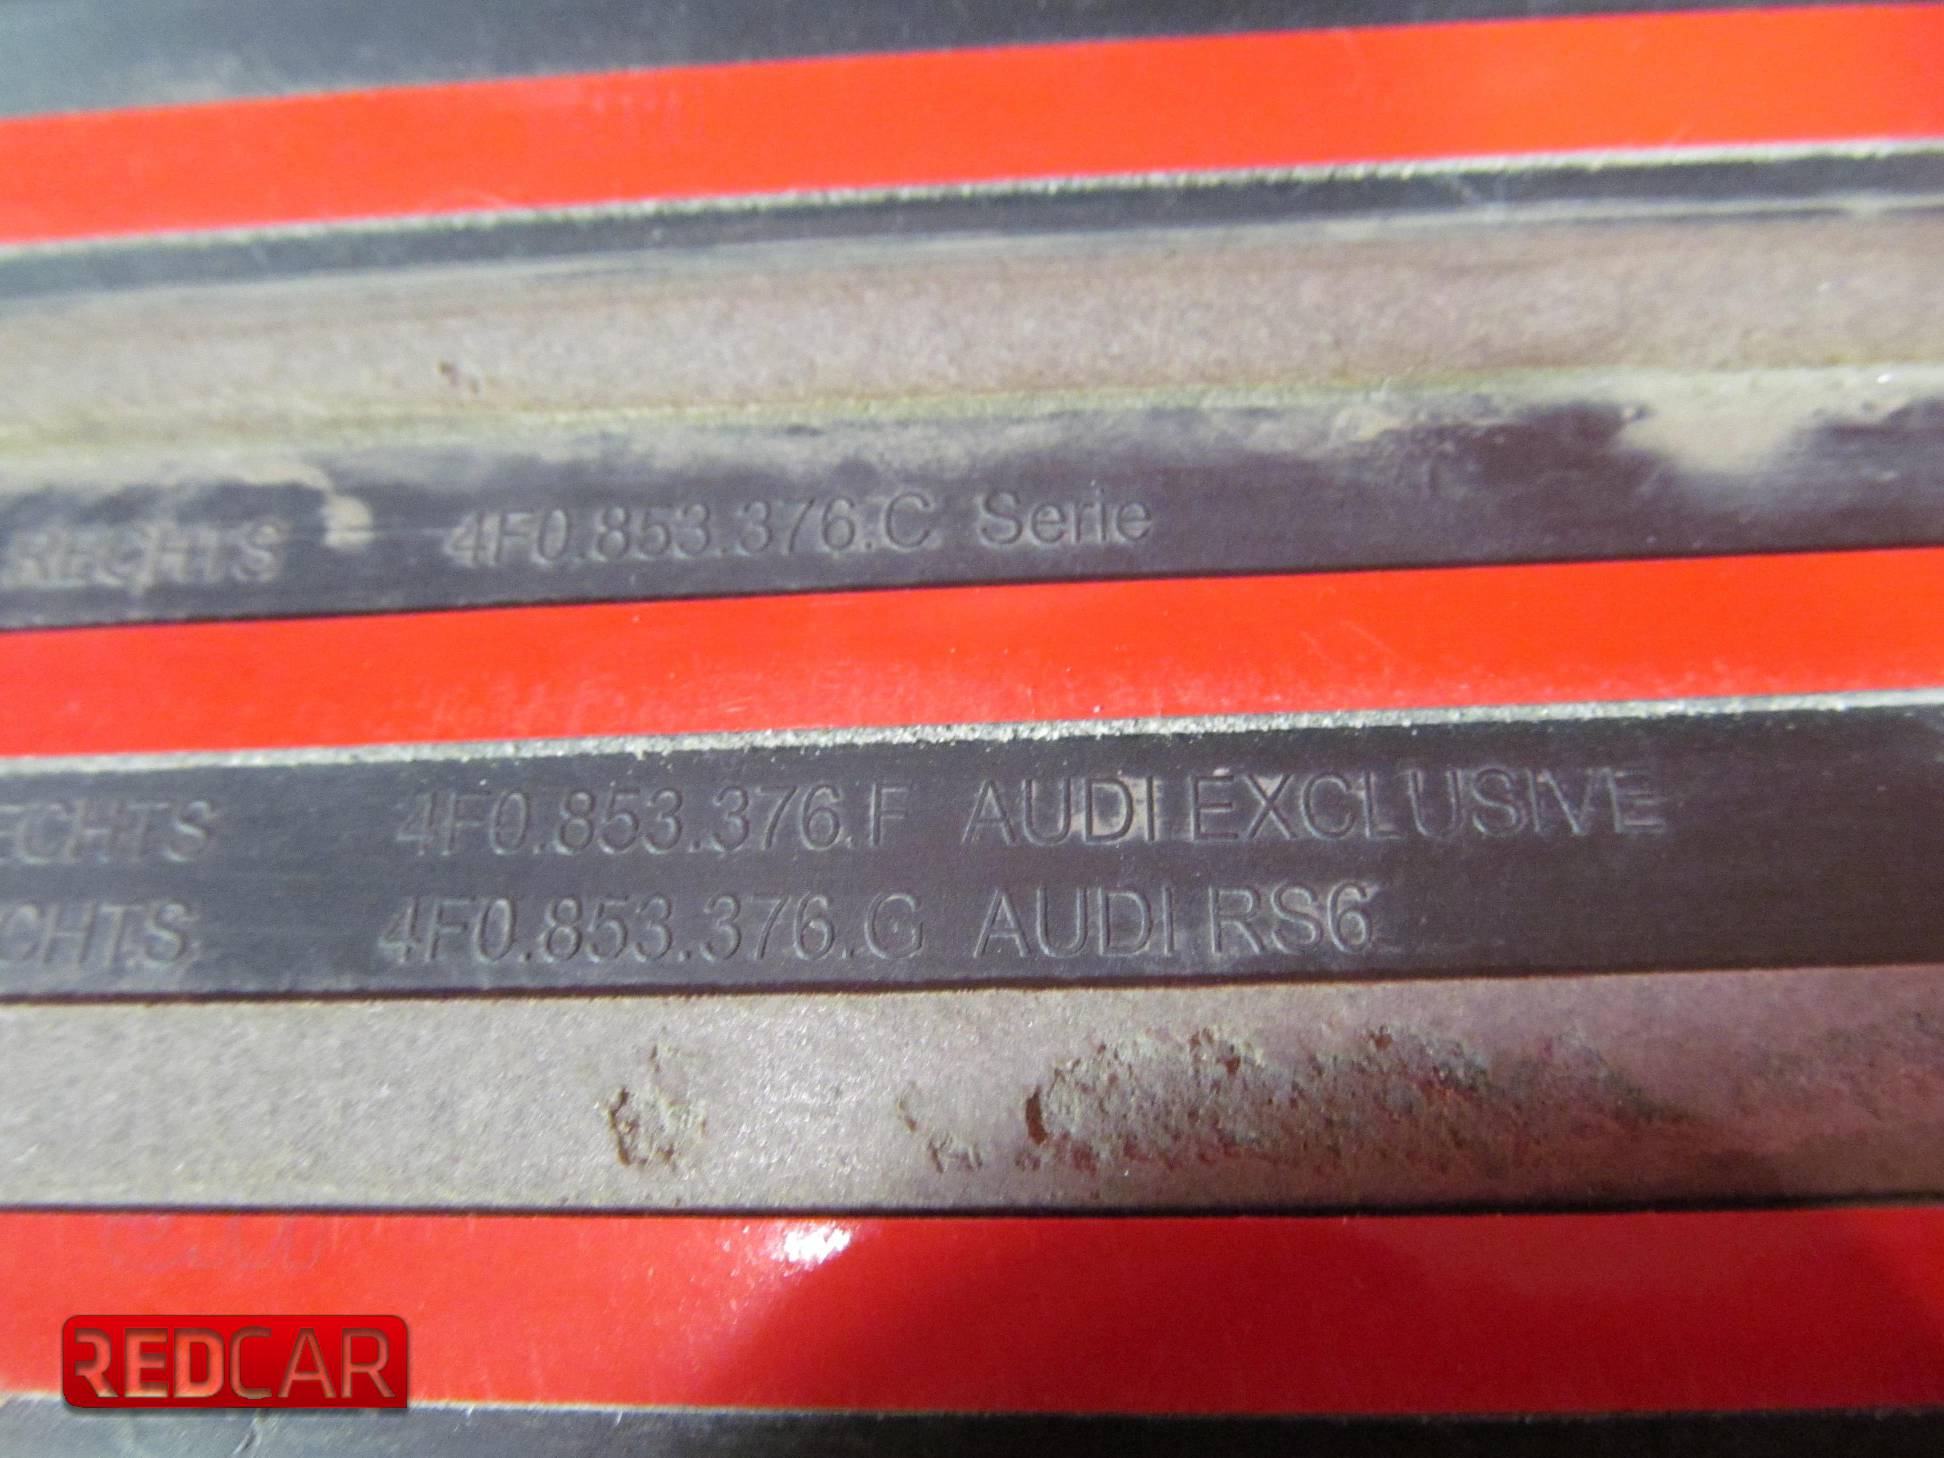 RECHTS 4F0.853.376.C Serie
ECHTS 4F0.853.376.F AUDI EXCLUSIVE
CHTS 4F0.853.376.G AUDI RS6
REDCAR